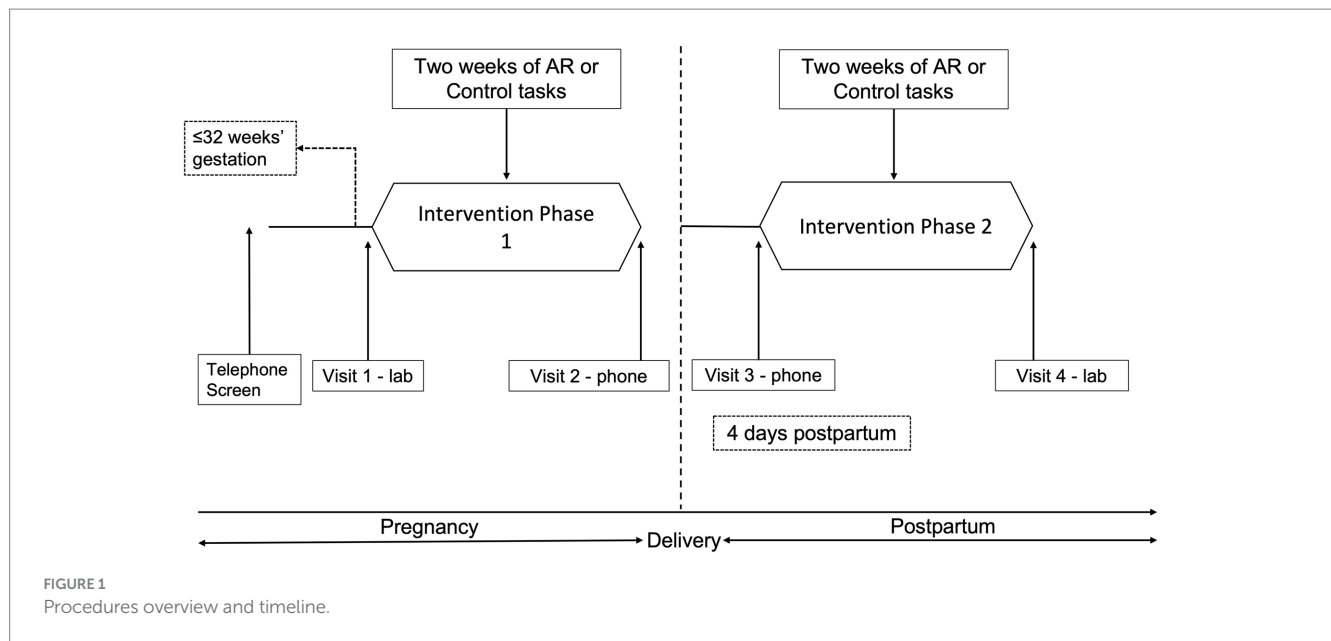 Two weeks of AR or
Control tasks
Two weeks of AR or
Control tasks
≤32 weeks’
gestation
Intervention Phase
1
Intervention Phase 2
Telephone
Screen
Visit 1 - lab
Visit 2 - phone
Visit 3 - phone
Visit 4 - lab
4 days postpartum
Pregnancy
Delivery
Postpartum
FIGURE 1
Procedures overview and timeline.